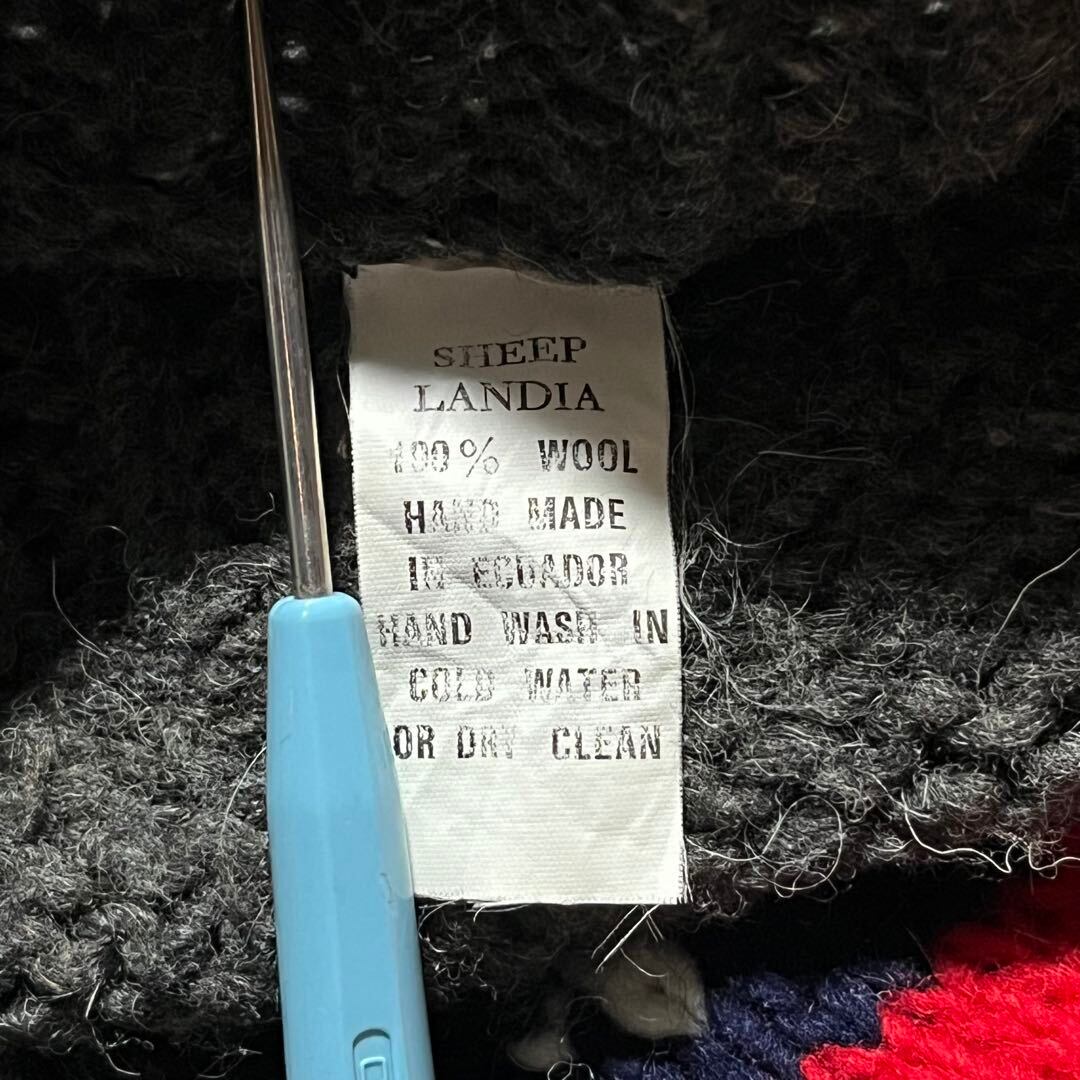 SHEEP
LANDIA
100% WOOL
HAND MADE
IN ECUADOR
HAND WASH IN
COLD WATER
OR DRY CLEAN